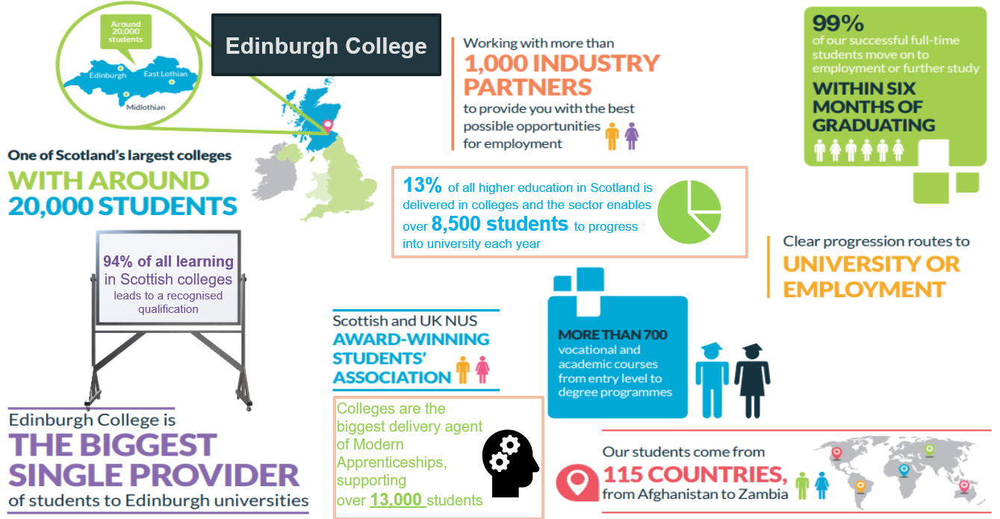 Around
20,000
students
Edinburgh
East Lothian
Midlothian
Edinburgh College
One of Scotland's largest colleges
WITH AROUND
20,000 STUDENTS
Working with more than
1,000 INDUSTRY
PARTNERS
to provide you with the best
possible opportunities
for employment
99%
of our successful full-time
students move on to
employment or further study
WITHIN SIX
MONTHS OF
GRADUATING
13% of all higher education in Scotland is
delivered in colleges and the sector enables
over 8,500 students to progress
into university each year
94% of all learning
in Scottish colleges
leads to a recognised
qualification
Clear progression routes to
UNIVERSITY OR
EMPLOYMENT
Scottish and UK NUS
AWARD-WINNING
STUDENTS'
ASSOCIATION
MORE THAN 700
vocational and
academic courses
from entry level to
degree programmes
Edinburgh College is
THE BIGGEST
SINGLE PROVIDER
of students to Edinburgh universities
Colleges are the
biggest delivery agent
of Modern
Apprenticeships,
supporting
over 13,000 students
Our students come from
115 COUNTRIES,
from Afghanistan to Zambia